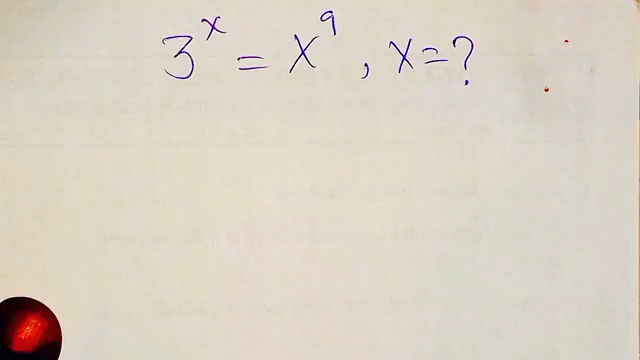 3^x = x^9, x=?